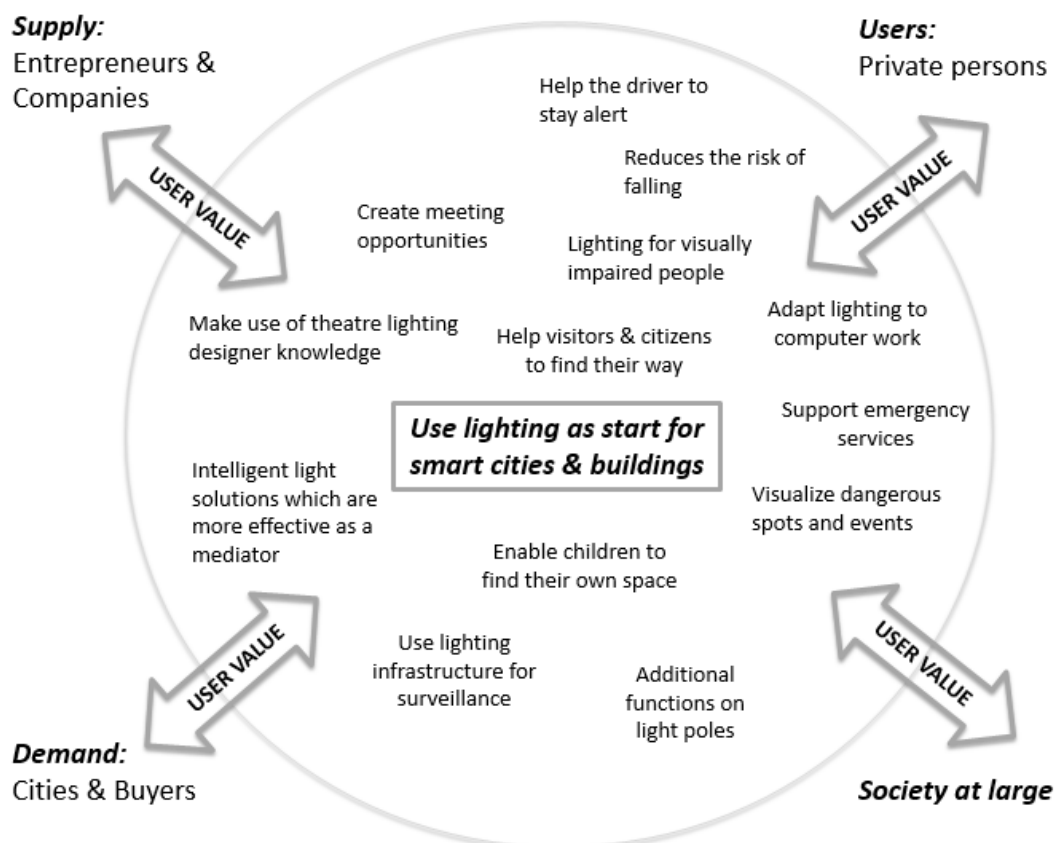 Supply:
Entrepreneurs &
Companies
Users:
Private persons
USER VALUE
USER VALUE
Help the driver to
stay alert
Reduces the risk of
falling
Create meeting
opportunities
Lighting for visually
impaired people
Make use of theatre lighting
designer knowledge
Help visitors & citizens
to find their way
Adapt lighting to
computer work
Use lighting as start for
smart cities & buildings
Support emergency
services
Intelligent light
solutions which are
more effective as a
mediator
Visualize dangerous
spots and events
Enable children to
find their own space
Use lighting
infrastructure for
surveillance
Additional
functions on
light poles
USER VALUE
USER VALUE
Demand:
Cities & Buyers
Society at large